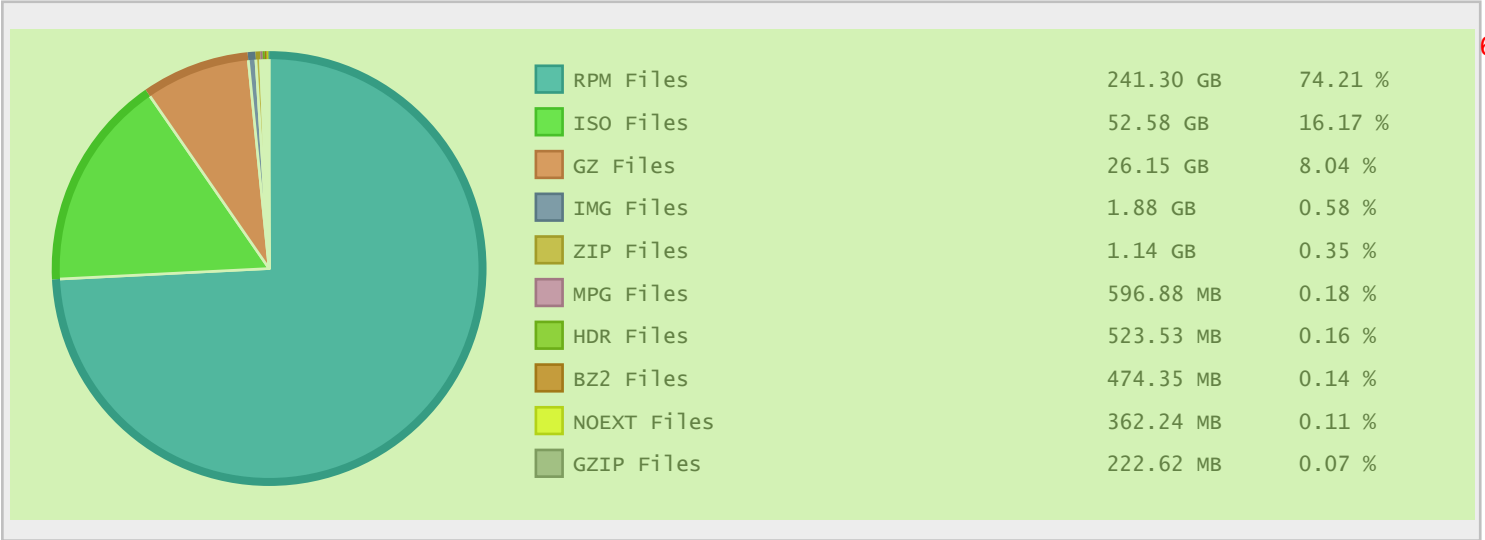 RPM Files 241.30 GB 74.21 %
ISO Files 52.58 GB 16.17 %
GZ Files 26.15 GB 8.04 %
IMG Files 1.88 GB 0.58 %
ZIP Files 1.14 GB 0.35 %
MPG Files 596.88 MB 0.18 %
HDR Files 523.53 MB 0.16 %
BZ2 Files 474.35 MB 0.14 %
NOEXT Files 362.24 MB 0.11 %
GZIP Files 222.62 MB 0.07 %